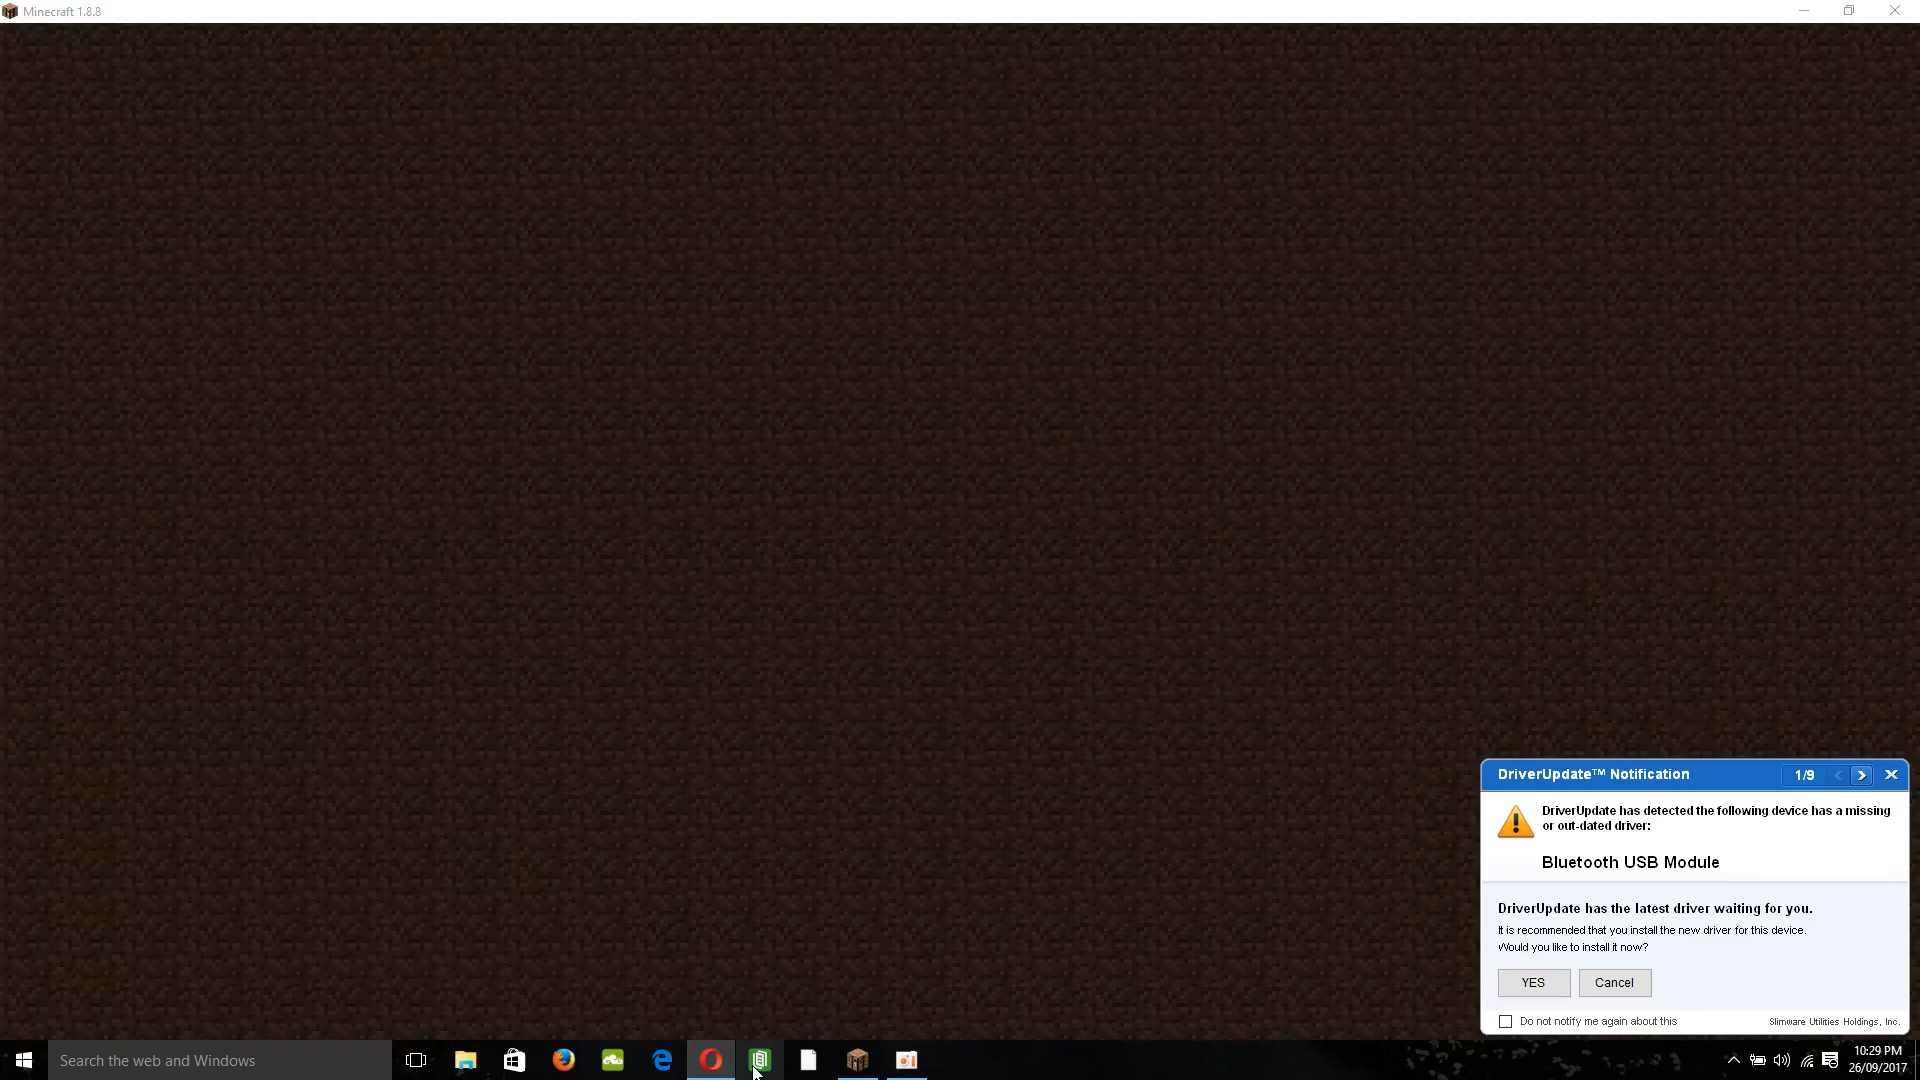 Minecraft 1.8.8
DriverUpdate™ Notification
1/9
DriverUpdate has detected the following device has a missing
or out-dated driver:
Bluetooth USB Module
DriverUpdate has the latest driver waiting for you.
It is recommended that you install the new driver for this device.
Would you like to install it now?
YES
Cancel
Do not notify me again about this
Slimware Utilities Holdings, Inc.
Search the web and Windows
10:29 PM
26/09/2017